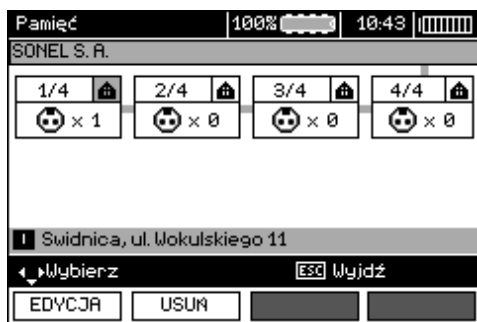 Pamięć 100% 10:43
SONEL S. A.
1/4 2/4 3/4 4/4
× 1 × 0 × 0 × 0
I Swidnica, ul. Wokulskiego 11
Wybierz ESC Wyjdź
EDYCJA USUŃ